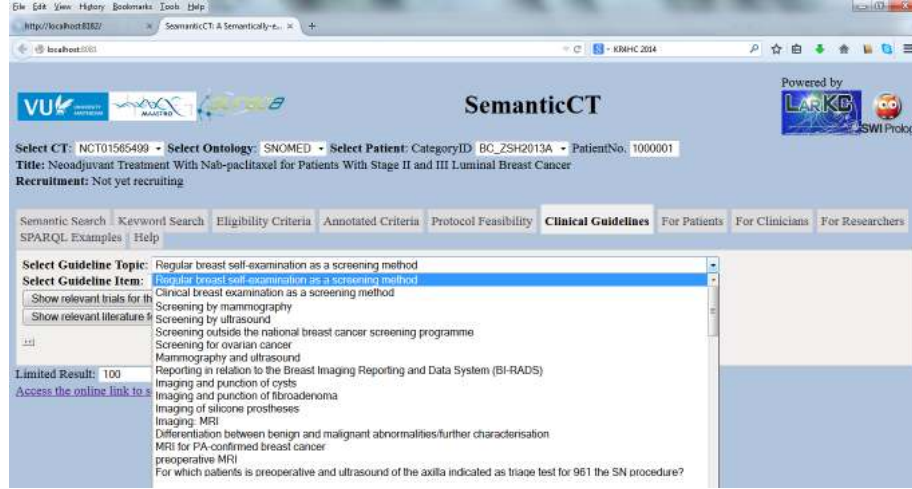 File Edit View History Bookmarks Tools Help
http://localhost:8182/ × SeamanticCT: A Semantically-e... × +
localhost:8181 KR4HC 2014
VU MAASTRO Powered by
SemanticCT LARKC SWI Prolog
Select CT: NCT01565499 Select Ontology: SNOMED Select Patient: CategoryID BC_ZSH2013A PatientNo. 1000001
Title: Neoadjuvant Treatment With Nab-paclitaxel for Patients With Stage II and III Luminal Breast Cancer
Recruitment: Not yet recruiting
Semantic Search Keyword Search Eligibility Criteria Annotated Criteria Protocol Feasibility Clinical Guidelines For Patients For Clinicians For Researchers
SPARQL Examples Help
Select Guideline Topic: Regular breast self-examination as a screening method
Select Guideline Item: Regular breast self-examination as a screening method
Show relevant trials for th Clinical breast examination as a screening method
Screening by mammography
Show relevant literature f Screening by ultrasound
Screening outside the national breast cancer screening programme
Screening for ovarian cancer
Mammography and ultrasound
Limited Result: 100 Reporting in relation to the Breast Imaging Reporting and Data System (BI-RADS)
Access the online link to s Imaging and punction of cysts
Imaging and punction of fibroadenoma
Imaging of silicone prostheses
Imaging: MRI
Differentiation between benign and malignant abnormalities/further characterisation
MRI for PA-confirmed breast cancer
preoperative MRI
For which patients is preoperative and ultrasound of the axilla indicated as triage test for 961 the SN procedure?